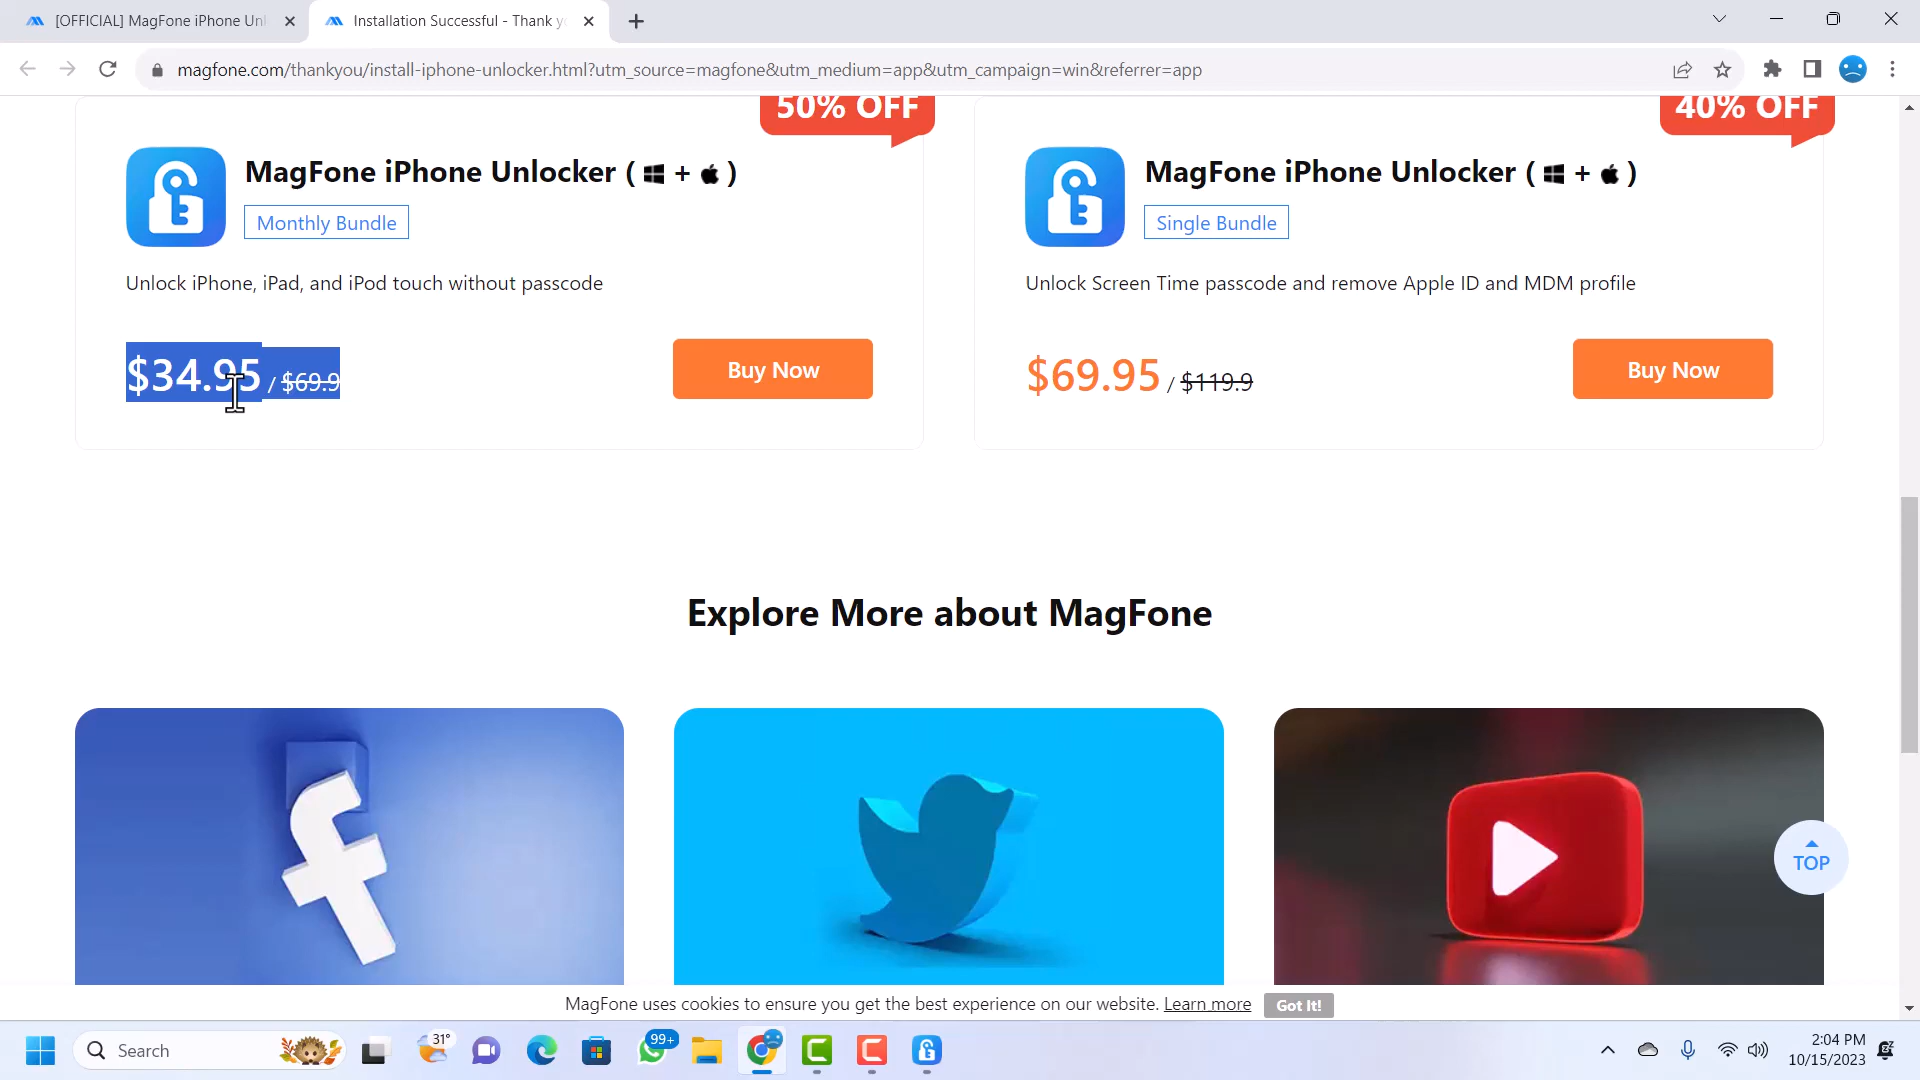 [OFFICIAL] MagFone iPhone Unl
Installation Successful - Thank y
magfone.com/thankyou/install-iphone-unlocker.html?utm_source=magfone&utm_medium=app&utm_campaign=win&referrer=app
50% OFF
40% OFF
MagFone iPhone Unlocker ( + )
Monthly Bundle
Unlock iPhone, iPad, and iPod touch without passcode
$34.95 / $69.9
Buy Now
MagFone iPhone Unlocker ( + )
Single Bundle
Unlock Screen Time passcode and remove Apple ID and MDM profile
$69.95 / $119.9
Buy Now
Explore More about MagFone
TOP
MagFone uses cookies to ensure you get the best experience on our website. Learn more Got It!
Search
31°
99+
2:04 PM
10/15/2023